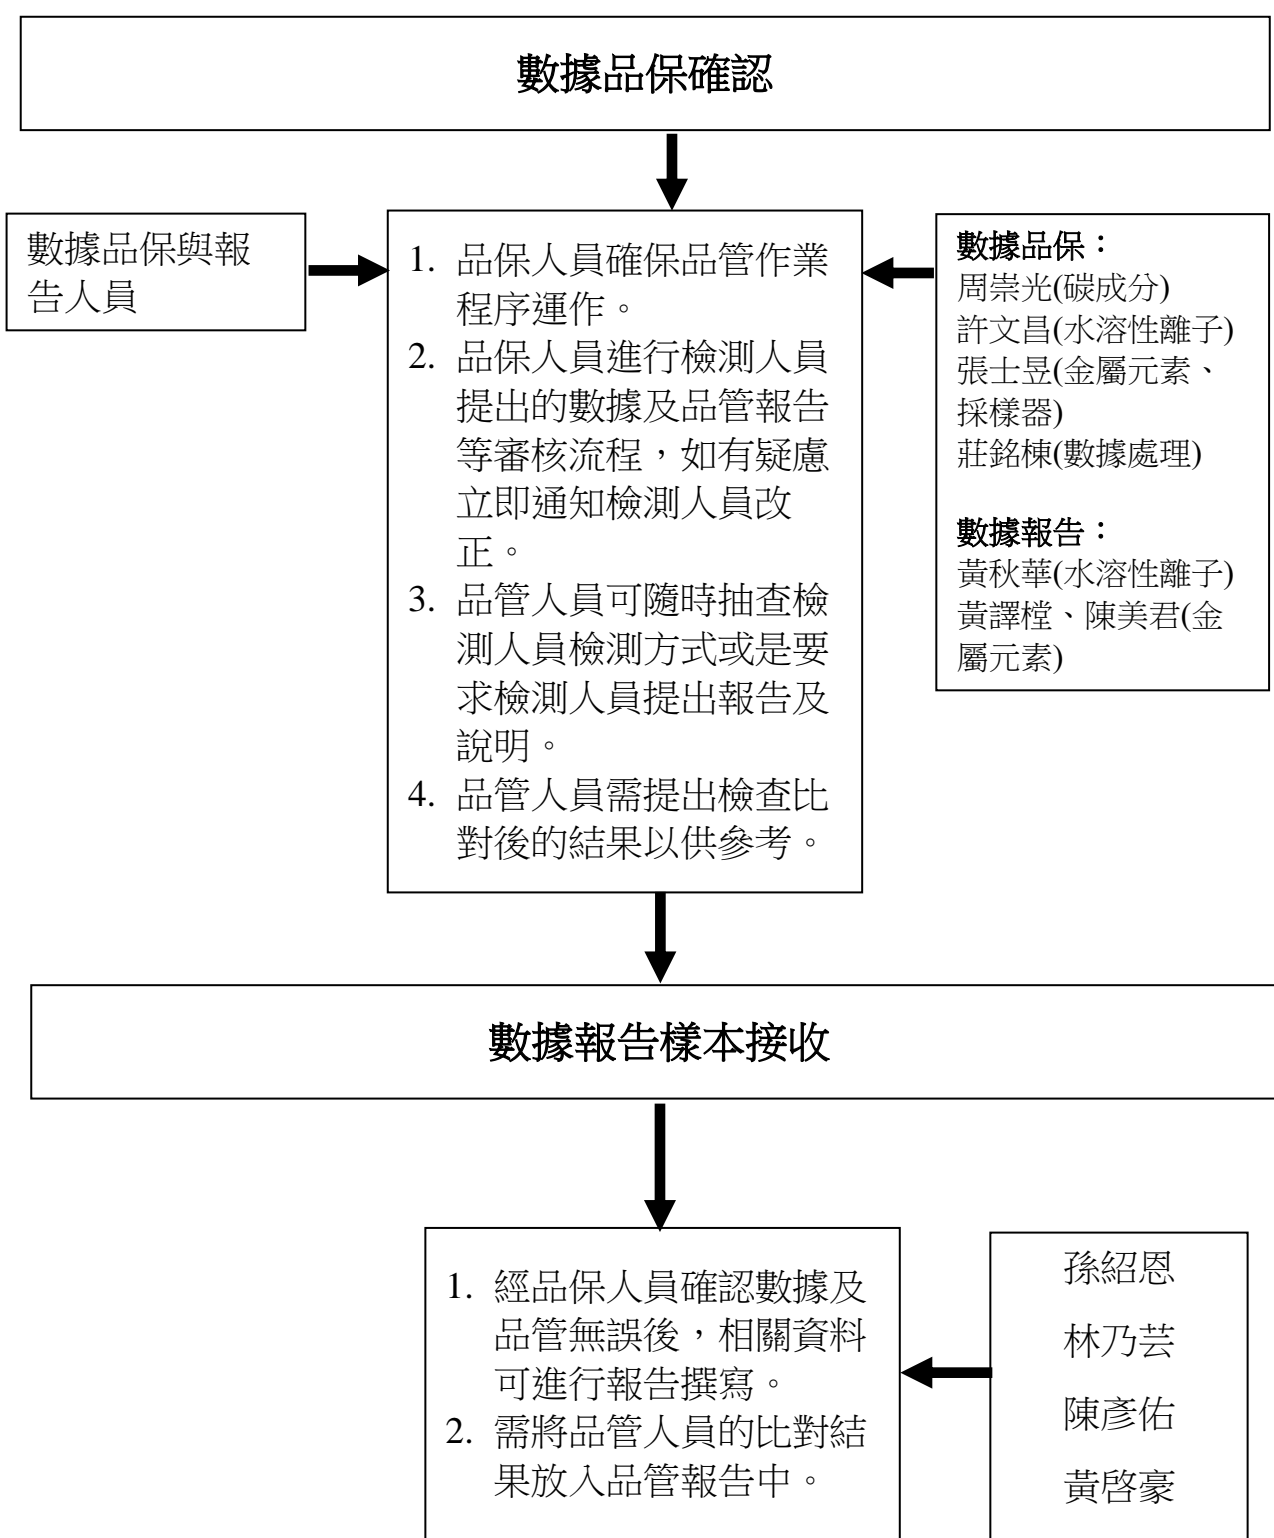 數據品保確認
數據品保與報
告人員
1. 品保人員確保品管作業
程序運作。
2. 品保人員進行檢測人員
提出的數據及品管報告
等審核流程，如有疑慮
立即通知檢測人員改
正。
3. 品管人員可隨時抽查檢
測人員檢測方式或是要
求檢測人員提出報告及
說明。
4. 品管人員需提出檢查比
對後的結果以供參考。
數據品保：
周崇光(碳成分)
許文昌(水溶性離子)
張士昱(金屬元素、
採樣器)
莊銘棟(數據處理)
數據報告：
黃秋華(水溶性離子)
黃譯樘、陳美君(金
屬元素)
數據報告樣本接收
1. 經品保人員確認數據及
品管無誤後，相關資料
可進行報告撰寫。
2. 需將品管人員的比對結
果放入品管報告中。
孫紹恩
林乃芸
陳彥佑
黃啓豪